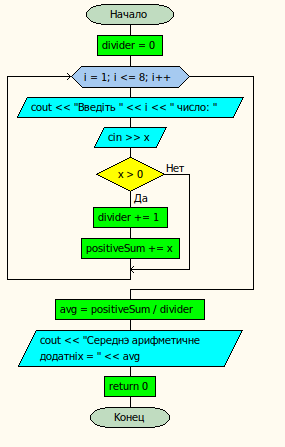 Начало
divider = 0
i = 1; i <= 8; i++
cout << "Введіть " << i << " число: "
cin >> x
x > 0
Нет
Да
divider += 1
positiveSum += x
avg = positiveSum / divider
cout << "Середнэ арифметичне
додатніх = " << avg
return 0
Конец